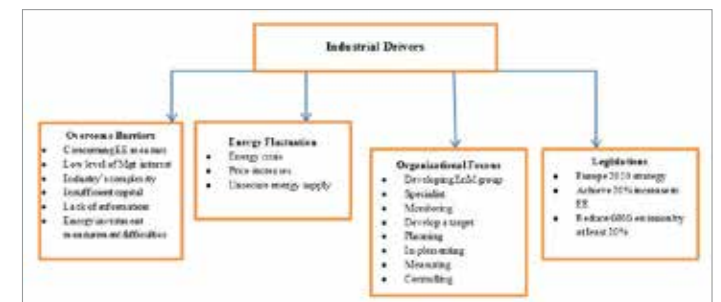 Industrial Drivers
Overcome Barriers
Concerning EE measure
Low level of Mgt interest
Industry's complexity
Insufficient capital
Lack of information
Energy investment
measurement difficulties
Energy Fluctuation
Energy crisis
Price increases
Unsecure energy supply
Organizational Focus
Developing EnM group
Specialist
Monitoring
Develop a target
Planning
Implementing
Measuring
Controlling
Legislations
Europe 2020 strategy
Achieve 20% increase in
EE
Reduce GHG emission by
at least 20%